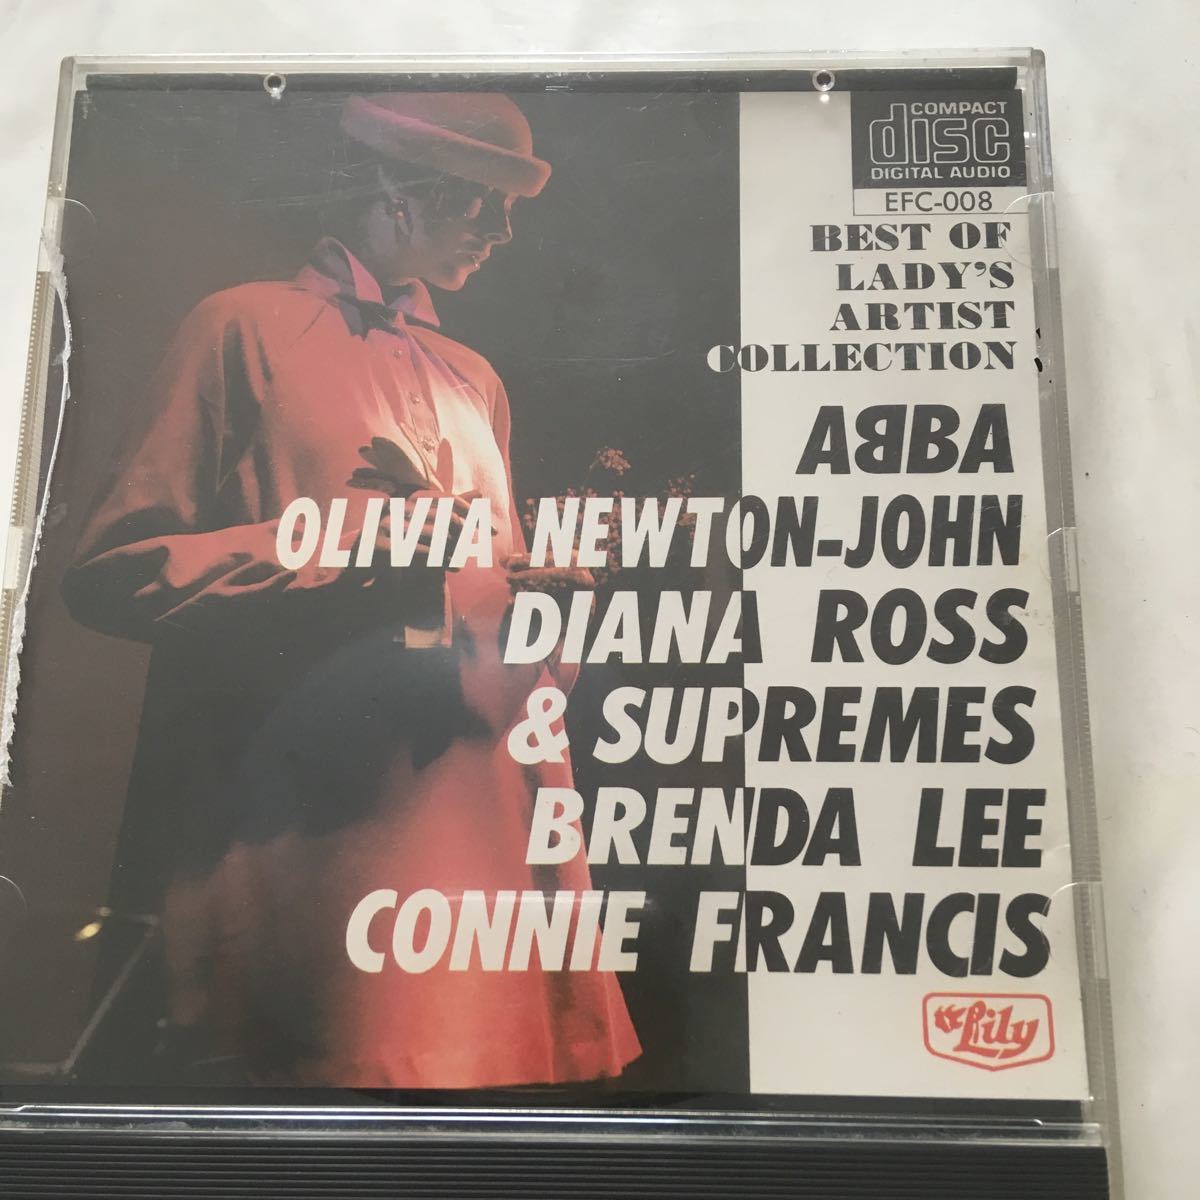 COMPACT
disc
DIGITAL AUDIO
EFC-008
BEST OF
LADY'S
ARTIST
COLLECTION
ABBA
OLIVIA NEWTON-JOHN
DIANA ROSS
& SUPREMES
BRENDA LEE
CONNIE FRANCIS
Lily